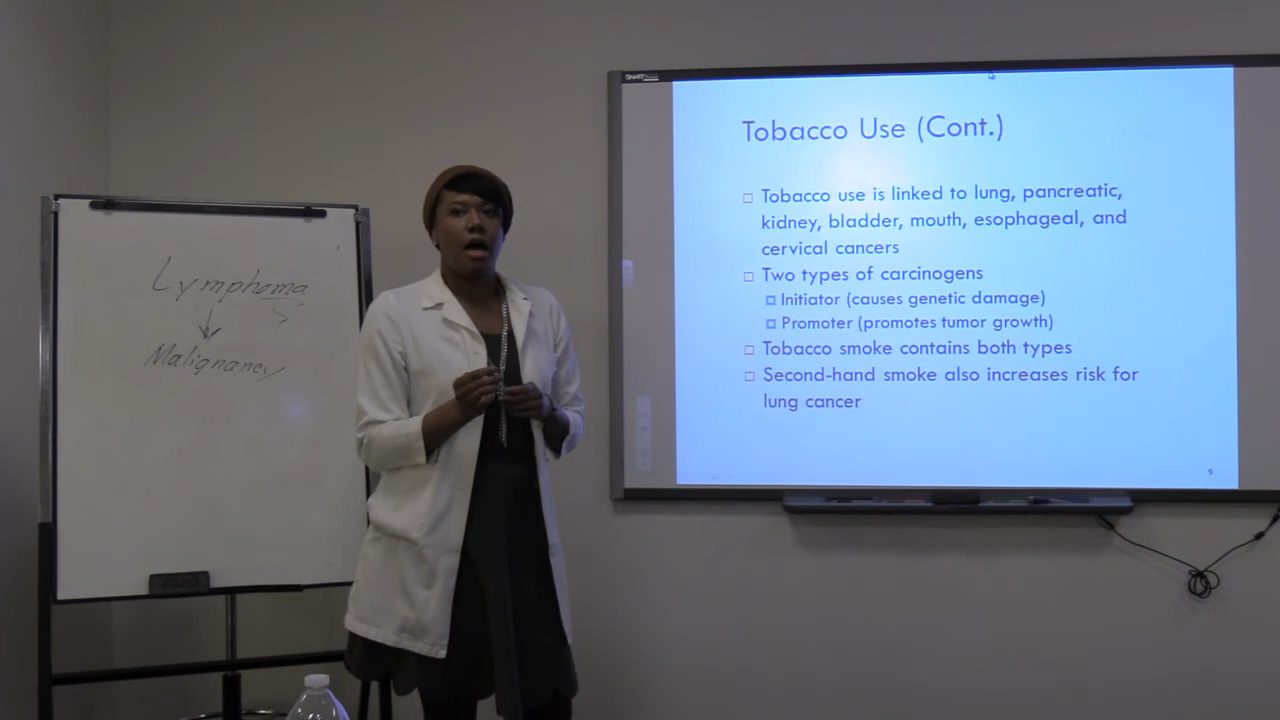 Lymphoma
Malignancy
SMART
Tobacco Use (Cont.)
□ Tobacco use is linked to lung, pancreatic,
kidney, bladder, mouth, esophageal, and
cervical cancers
□ Two types of carcinogens
□ Initiator (causes genetic damage)
□ Promoter (promotes tumor growth)
□ Tobacco smoke contains both types
□ Second-hand smoke also increases risk for
lung cancer
9